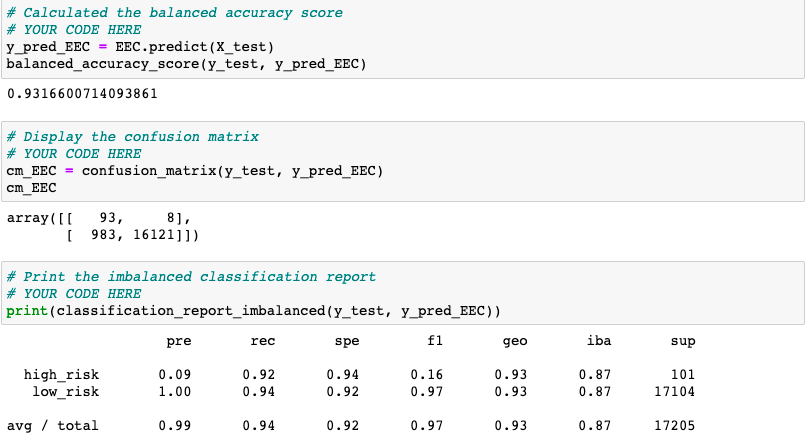 # Calculated the balanced accuracy score
# YOUR CODE HERE
y_pred_EEC = EEC.predict(X_test)
balanced_accuracy_score(y_test, y_pred_EEC)
0.9316600714093861
# Display the confusion matrix
# YOUR CODE HERE
cm_EEC = confusion_matrix(y_test, y_pred_EEC)
cm_EEC
array([[   93,     8],
       [  983, 16121]])
# Print the imbalanced classification report
# YOUR CODE HERE
print(classification_report_imbalanced(y_test, y_pred_EEC))
pre rec spe f1 geo iba sup
high_risk 0.09 0.92 0.94 0.16 0.93 0.87 101
low_risk 1.00 0.94 0.92 0.97 0.93 0.87 17104
avg / total 0.99 0.94 0.92 0.97 0.93 0.87 17205